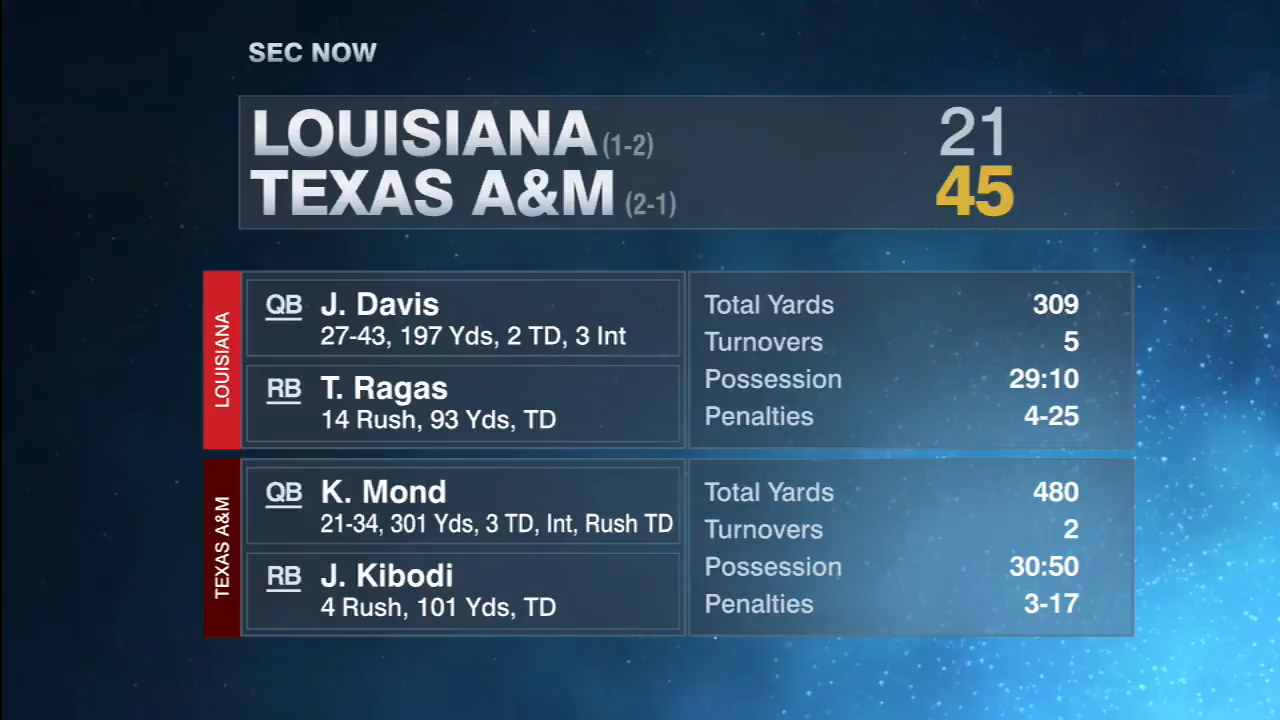 SEC NOW
LOUISIANA (1-2) 21
TEXAS A&M (2-1) 45
LOUISIANA
QB J. Davis
27-43, 197 Yds, 2 TD, 3 Int
RB T. Ragas
14 Rush, 93 Yds, TD
Total Yards 309
Turnovers 5
Possession 29:10
Penalties 4-25
TEXAS A&M
QB K. Mond
21-34, 301 Yds, 3 TD, Int, Rush TD
RB J. Kibodi
4 Rush, 101 Yds, TD
Total Yards 480
Turnovers 2
Possession 30:50
Penalties 3-17